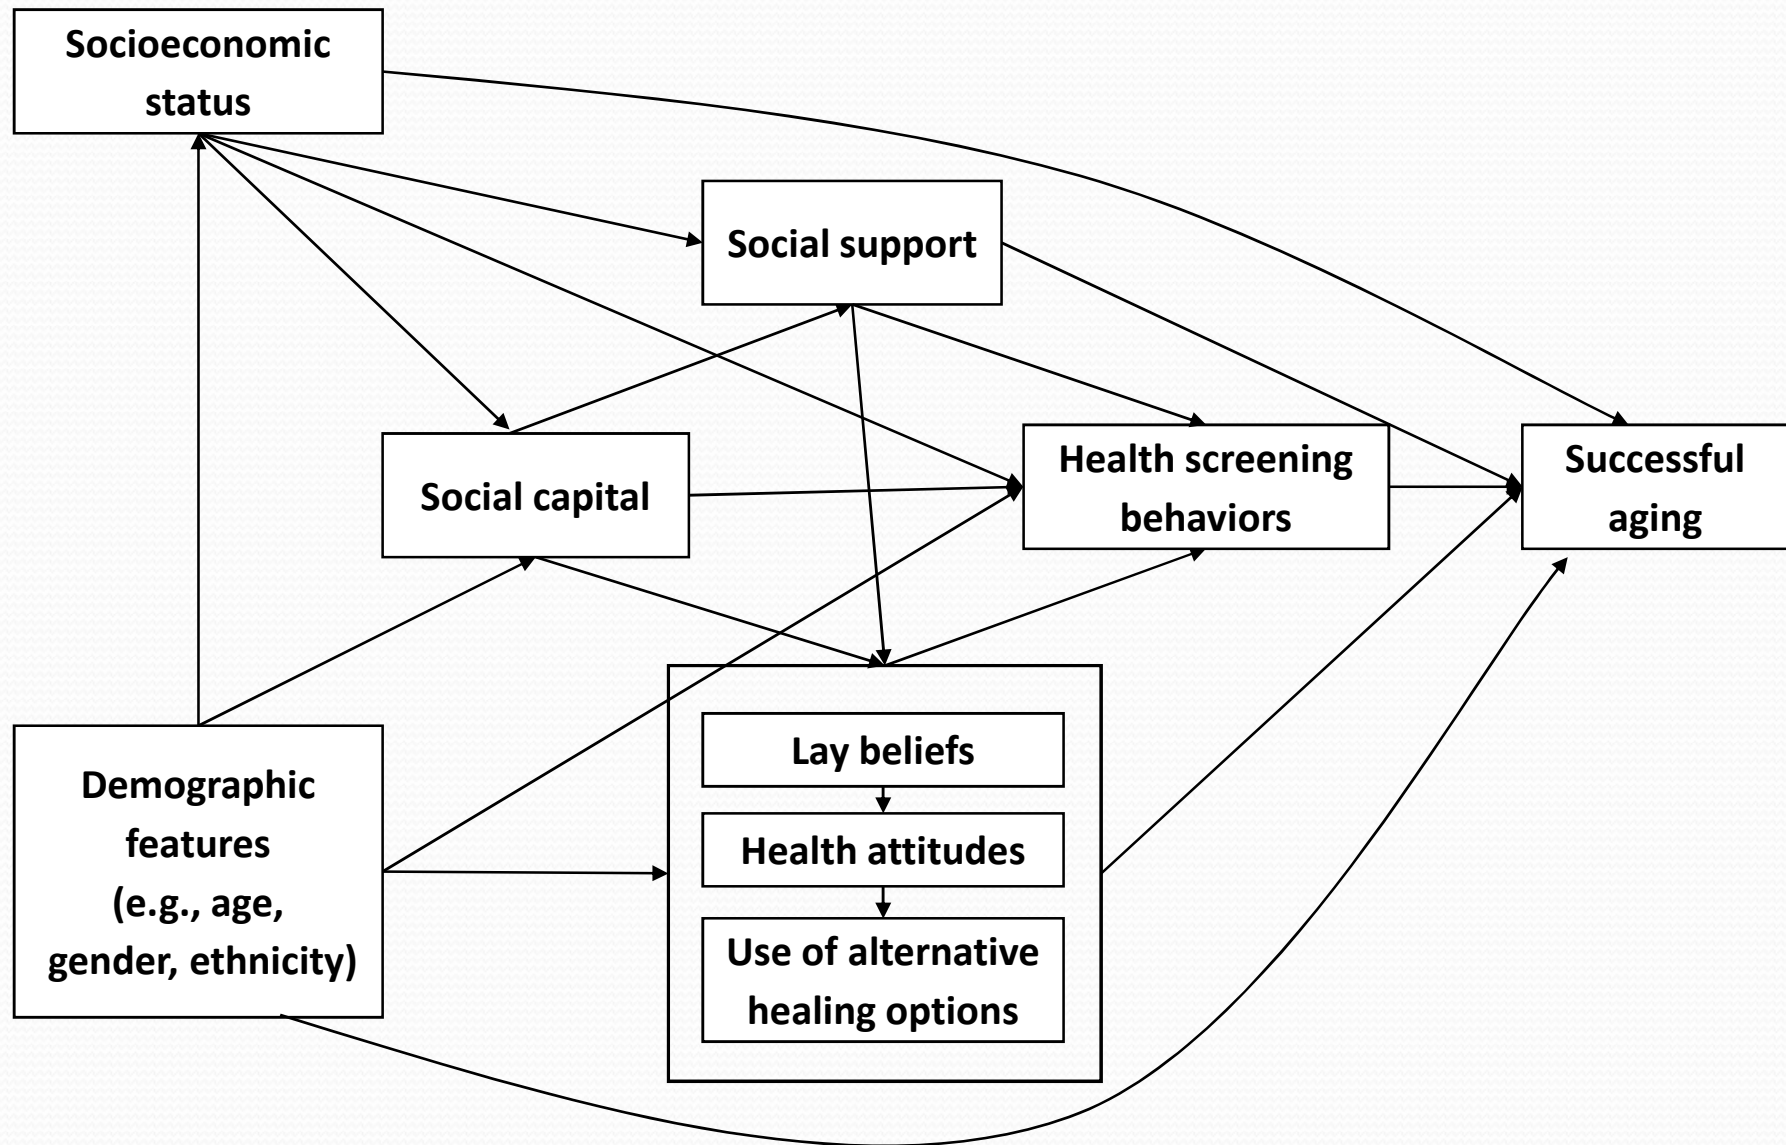 Socioeconomic
status
Social support
Social capital
Health screening
behaviors
Successful
aging
Demographic
features
(e.g., age,
gender, ethnicity)
Lay beliefs
Health attitudes
Use of alternative
healing options